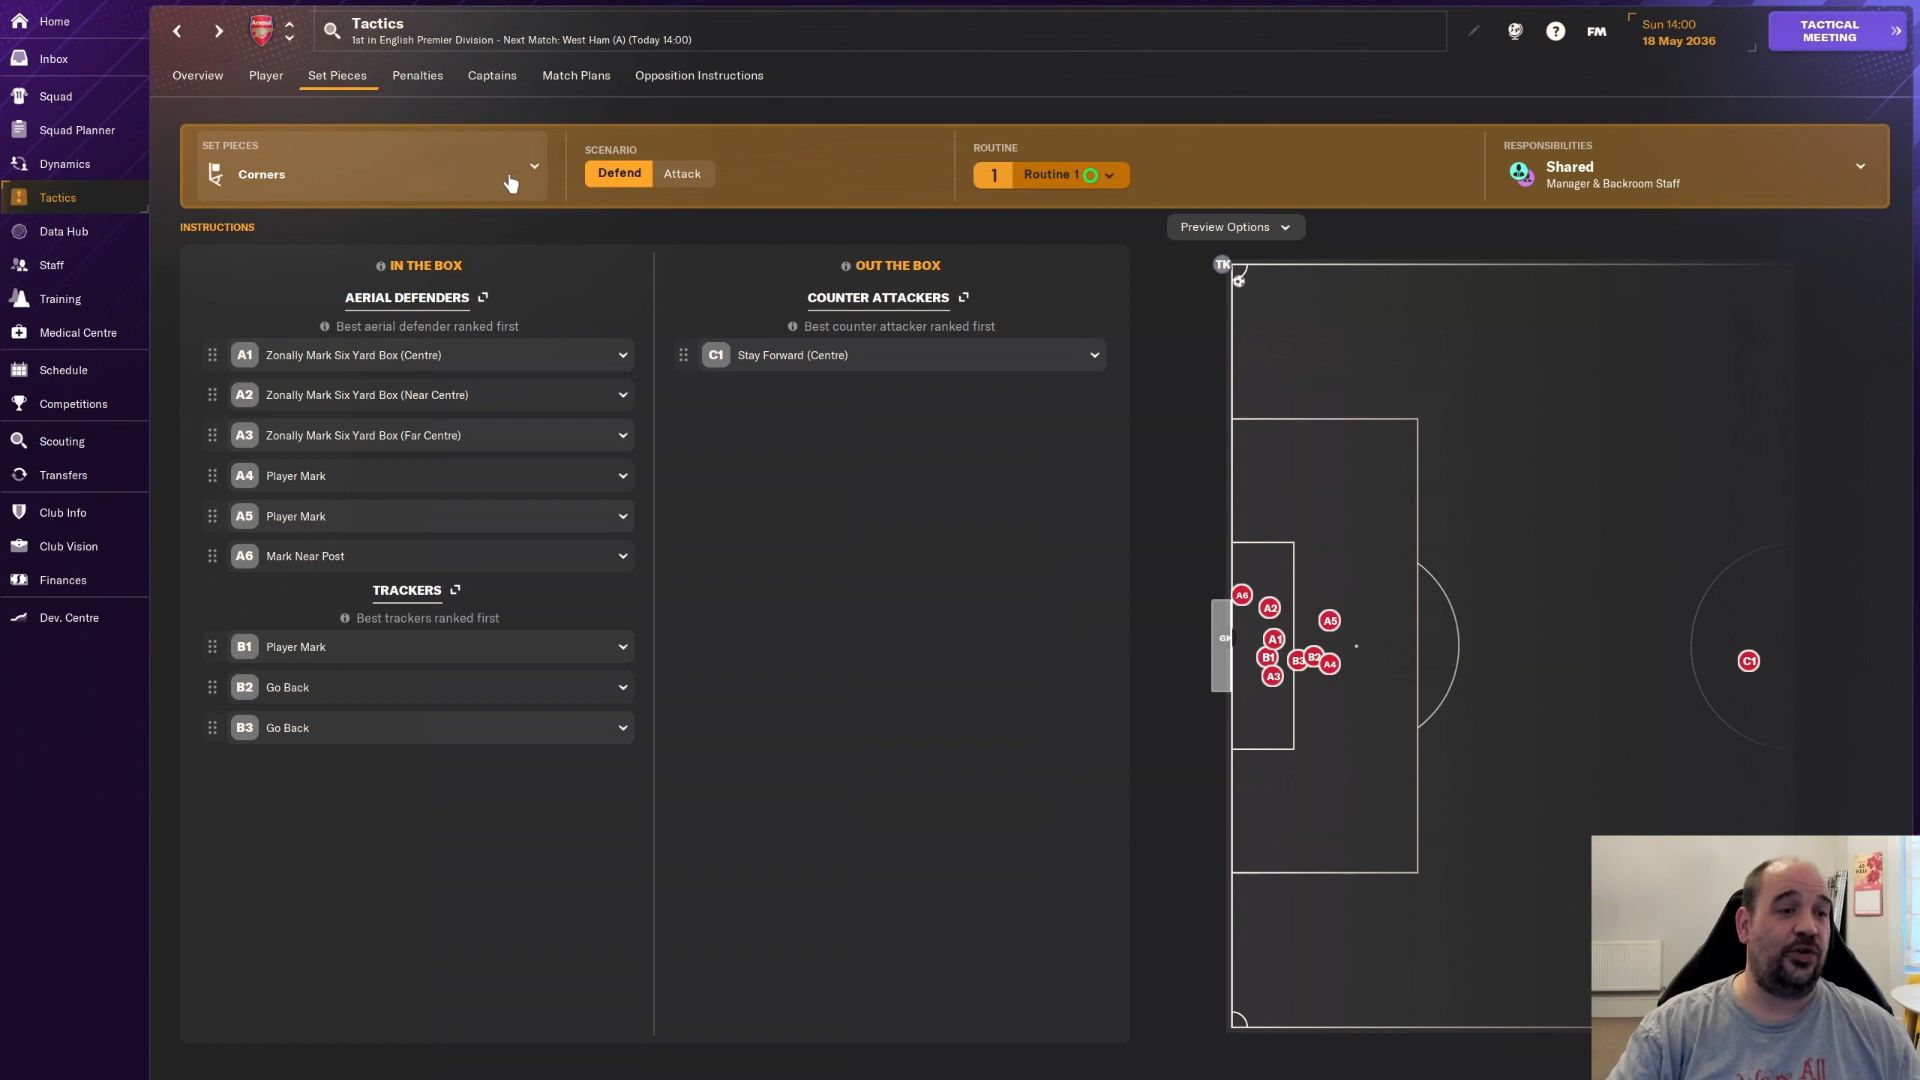 Home
Inbox
Squad
Squad Planner
Dynamics
Tactics
Data Hub
Staff
Training
Medical Centre
Schedule
Competitions
Scouting
Transfers
Club Info
Club Vision
Finances
Dev. Centre
Arsenal
Tactics
1st in English Premier Division - Next Match: West Ham (A) (Today 14:00)
?
FM
Sun 14:00
18 May 2036
TACTICAL
MEETING
Overview
Player
Set Pieces
Penalties
Captains
Match Plans
Opposition Instructions
SET PIECES
Corners
SCENARIO
Defend
Attack
ROUTINE
1
Routine 1
RESPONSIBILITIES
Shared
Manager & Backroom Staff
INSTRUCTIONS
Preview Options
IN THE BOX
AERIAL DEFENDERS
Best aerial defender ranked first
A1 Zonally Mark Six Yard Box (Centre)
A2 Zonally Mark Six Yard Box (Near Centre)
A3 Zonally Mark Six Yard Box (Far Centre)
A4 Player Mark
A5 Player Mark
A6 Mark Near Post
TRACKERS
Best trackers ranked first
B1 Player Mark
B2 Go Back
B3 Go Back
OUT THE BOX
COUNTER ATTACKERS
Best counter attacker ranked first
C1 Stay Forward (Centre)
TK
A6
A2
A5
GK
A1
B1
B3
B2
A4
A3
C1
We're All